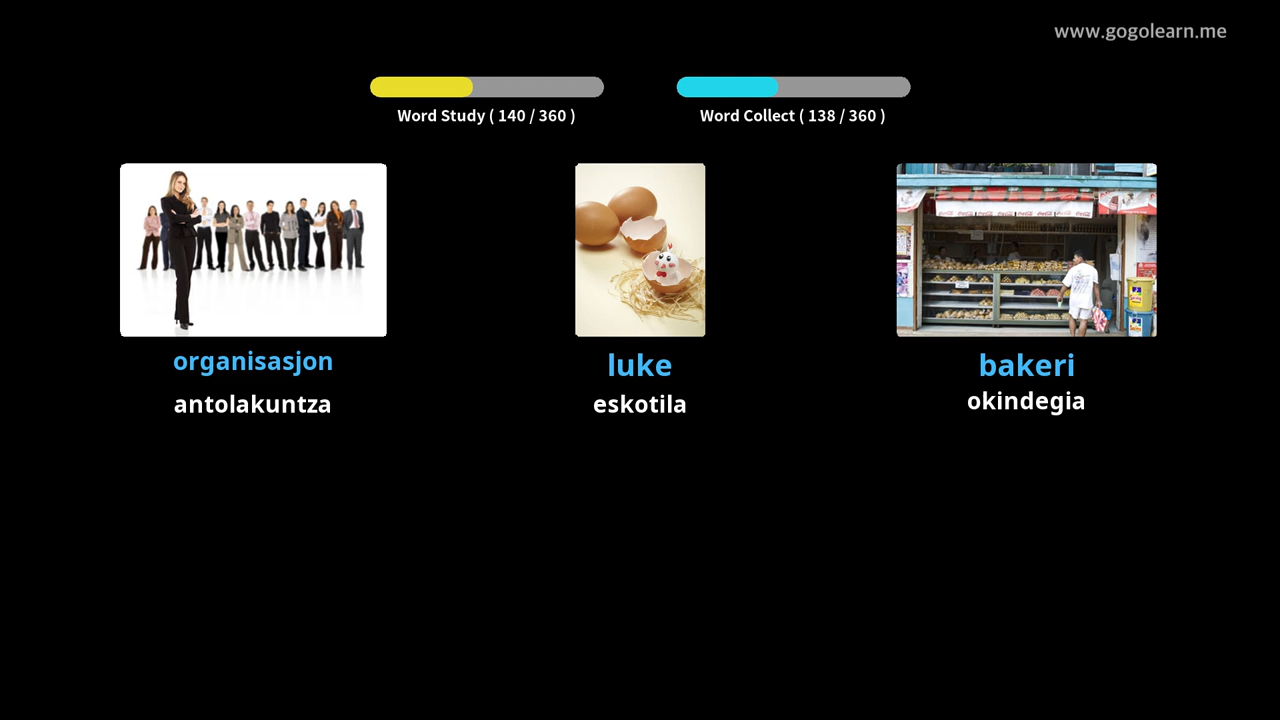 www.gogolearn.me
Word Study ( 140 / 360 )
Word Collect ( 138 / 360 )
organisasjon
luke
bakeri
antolakuntza
eskotila
okindegia